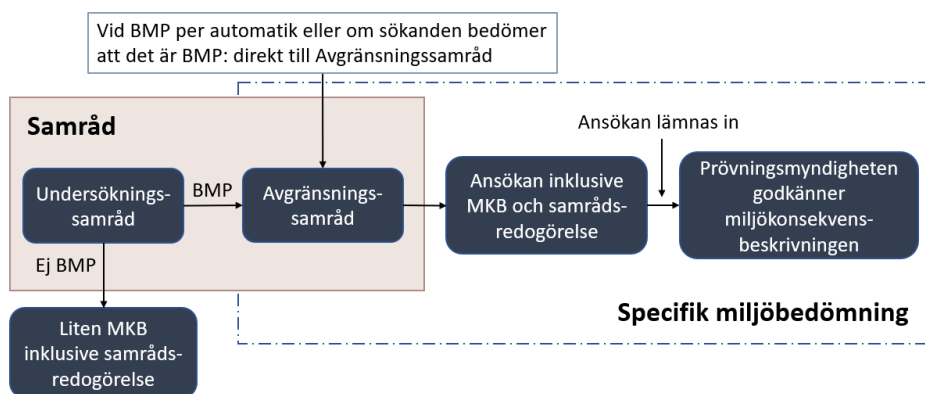 Vid BMP per automatik eller om sökanden bedömer
att det är BMP: direkt till Avgränsningssamråd
Samråd
Ansökan lämnas in
Undersöknings-
samråd
BMP
Avgränsnings-
samråd
Ansökan inklusive
MKB och samråds-
redogörelse
Prövningsmyndigheten
godkänner
miljökonsekvens-
beskrivningen
Ej BMP
Liten MKB
inklusive samråds-
redogörelse
Specifik miljöbedömning